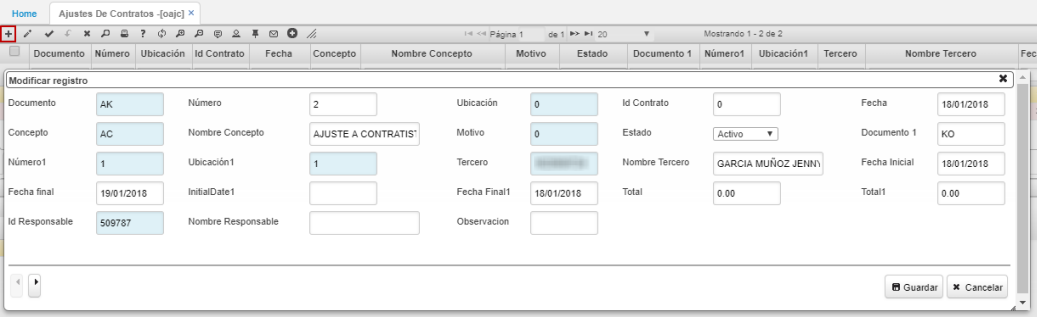 Home Ajustes De Contratos -[oajc] ×
Página 1 de 1 20 Mostrando 1 - 2 de 2
Documento Número Ubicación Id Contrato Fecha Concepto Nombre Concepto Motivo Estado Documento 1 Número1 Ubicación1 Tercero Nombre Tercero Fec
Modificar registro
Documento AK Número 2 Ubicación 0 Id Contrato 0 Fecha 18/01/2018
Concepto AC Nombre Concepto AJUSTE A CONTRATIST Motivo 0 Estado Activo Documento 1 KO
Número1 1 Ubicación1 1 Tercero Nombre Tercero GARCIA MUÑOZ JENNY Fecha Inicial 18/01/2018
Fecha final 19/01/2018 InitialDate1 Fecha Final1 18/01/2018 Total 0.00 Total1 0.00
Id Responsable 509787 Nombre Responsable Observacion
Guardar Cancelar